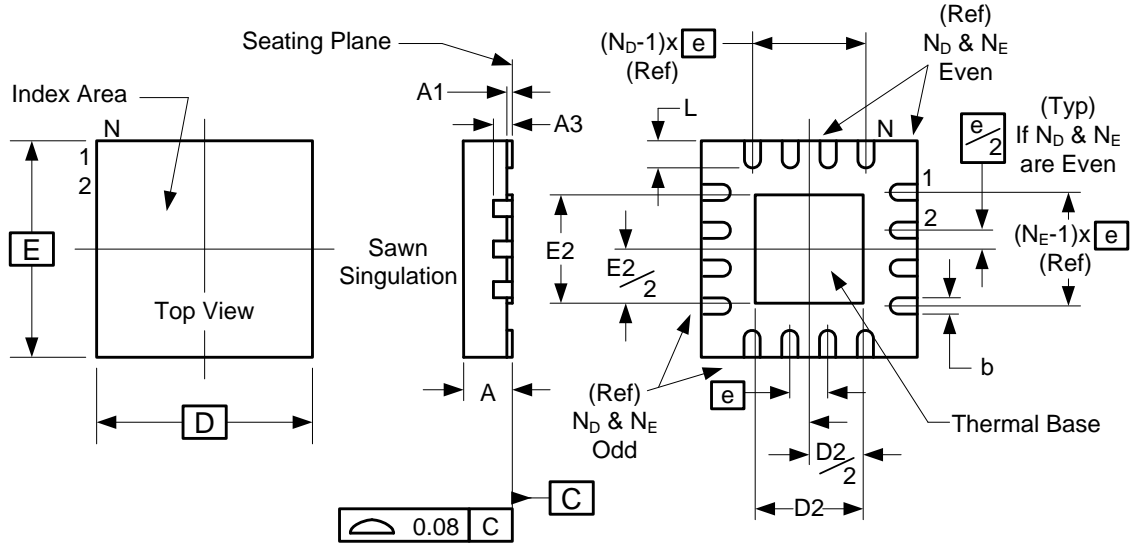 Seating Plane
Index Area
N
1
2
E
Top View
D
A1
A3
Sawn
Singulation
A
C
0.08 C
(N_D-1)x e
(Ref)
L
E2
E2/2
(Ref)
N_D & N_E
Even
N
1
2
e/2
(Typ)
If N_D & N_E
are Even
(N_E-1)x e
(Ref)
b
(Ref)
N_D & N_E
Odd
e
Thermal Base
D2/2
D2